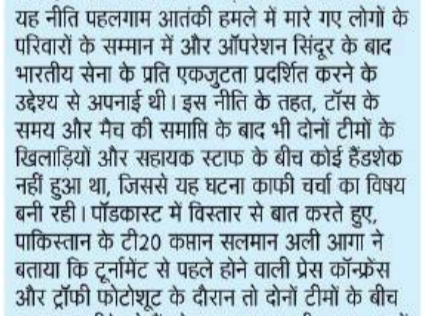 यह नीति पहलगाम आतंकी हमले में मारे गए लोगों के
परिवारों के सम्मान में और ऑपरेशन सिंदूर के बाद
भारतीय सेना के प्रति एकजुटता प्रदर्शित करने के
उद्देश्य से अपनाई थी। इस नीति के तहत, टॉस के
समय और मैच की समाप्ति के बाद भी दोनों टीमों के
खिलाड़ियों और सहायक स्टाफ के बीच कोई हैंडशेक
नहीं हुआ था, जिससे यह घटना काफी चर्चा का विषय
बनी रही। पॉडकास्ट में विस्तार से बात करते हुए,
पाकिस्तान के टी20 कप्तान सलमान अली आगा ने
बताया कि टूर्नामेंट से पहले होने वाली प्रेस कॉन्फ्रेंस
और ट्रॉफी फोटोशूट के दौरान तो दोनों टीमों के बीच